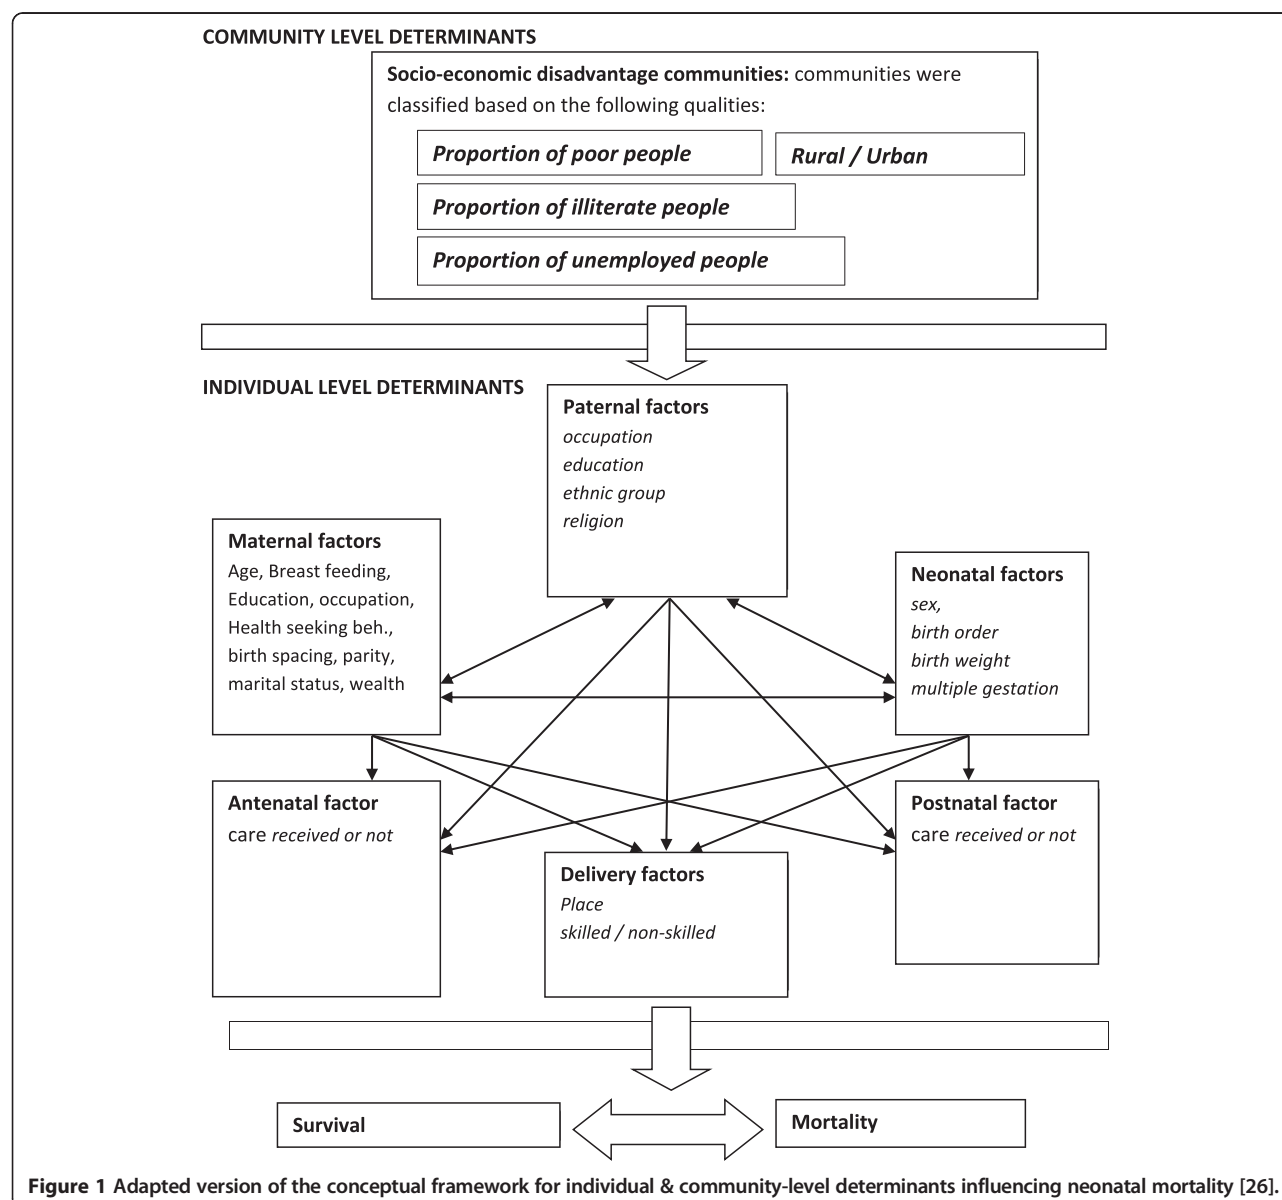 COMMUNITY LEVEL DETERMINANTS
Socio-economic disadvantage communities: communities were
classified based on the following qualities:
Proportion of poor people
Rural / Urban
Proportion of illiterate people
Proportion of unemployed people
INDIVIDUAL LEVEL DETERMINANTS
Paternal factors
occupation
education
ethnic group
religion
Maternal factors
Age, Breast feeding,
Education, occupation,
Health seeking beh.,
birth spacing, parity,
marital status, wealth
Neonatal factors
sex,
birth order
birth weight
multiple gestation
Antenatal factor
care received or not
Delivery factors
Place
skilled / non-skilled
Postnatal factor
care received or not
Survival
Mortality
Figure 1 Adapted version of the conceptual framework for individual & community-level determinants influencing neonatal mortality [26].